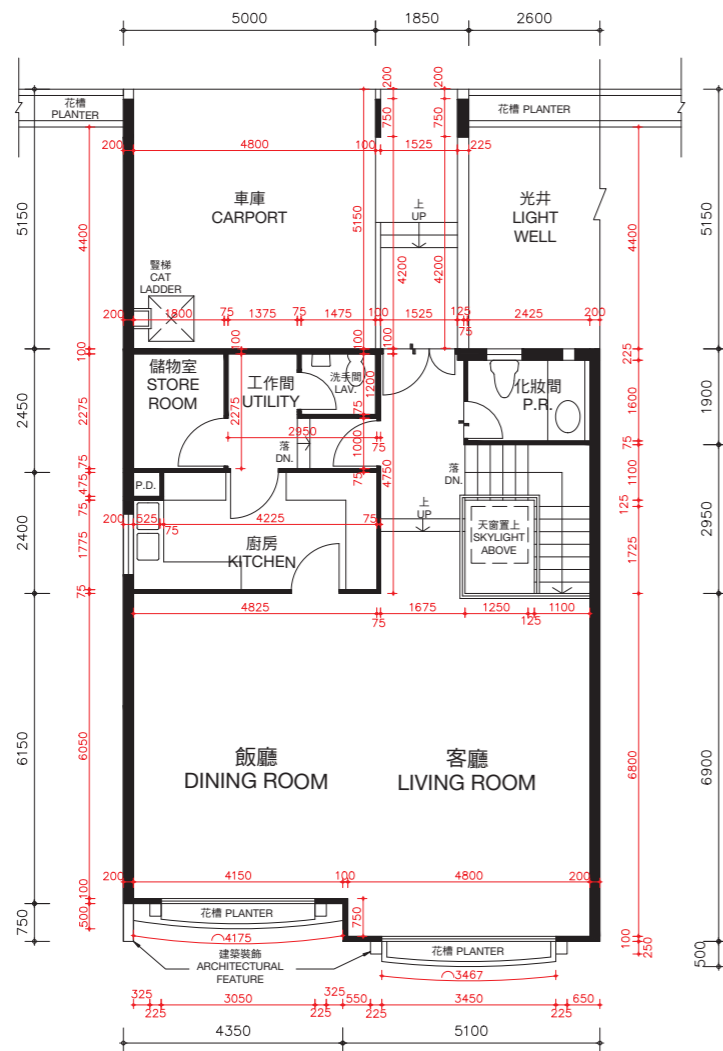 5000
1850
2600
花槽
PLANTER
200
750
200
750
花槽 PLANTER
200
4800
100
1525
225
5150
4400
車庫
CARPORT
5150
上
UP
光井
LIGHT
WELL
4400
5150
豎梯
CAT
LADDER
4200
4200
200
1800
75
1375
75
1475
100
1525
125
75
2425
200
100
100
100
100
225
儲物室
STORE
ROOM
工作間
UTILITY
洗手間
LAV.
1200
化妝間
P.R.
1600
1900
2450
2275
2275
75
2950
75
1000
落
DN.
75
4750
落
DN.
75
1100
75
475
P.D.
上
UP
125
2400
75
200
525
75
4225
75
廚房
KITCHEN
天窗置上
SKYLIGHT
ABOVE
1775
1725
2950
75
4825
75
1675
1250
125
1100
6150
6050
飯廳
DINING ROOM
客廳
LIVING ROOM
6800
6900
200
4150
100
4800
200
100
750
500
花槽 PLANTER
750
4175
花槽 PLANTER
100
250
500
建築裝飾
ARCHITECTURAL
FEATURE
3467
325
225
3050
225
325
550
225
3450
225
650
4350
5100